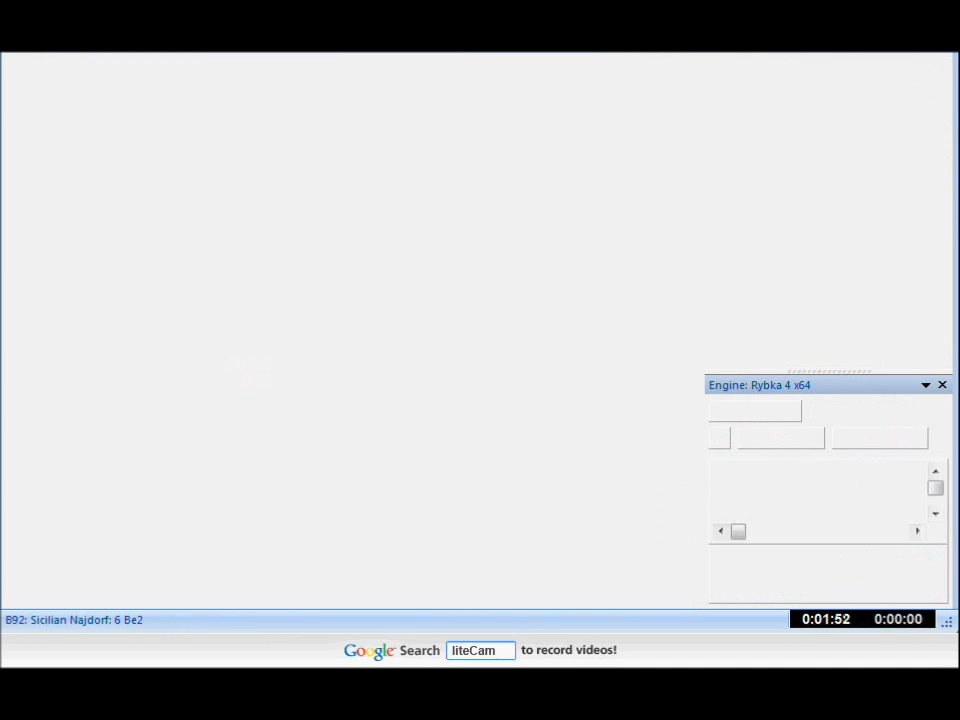 Engine: Rybka 4 x64
B92: Sicilian Najdorf: 6 Be2
0:01:52 0:00:00
Google Search liteCam to record videos!